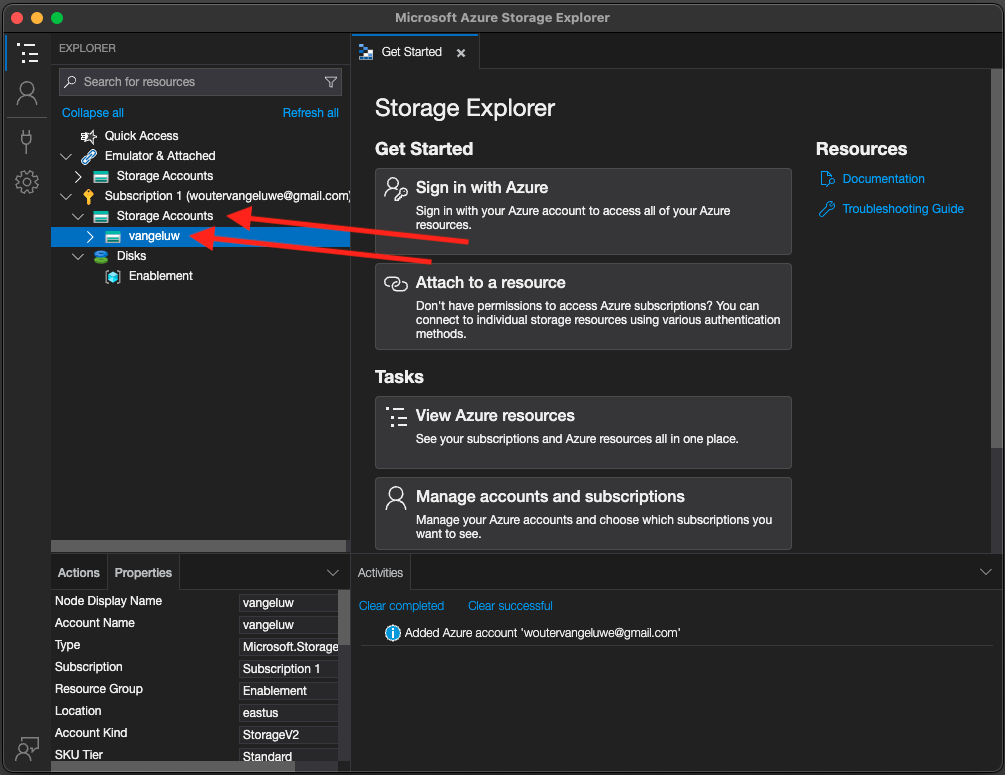 Microsoft Azure Storage Explorer
EXPLORER
Search for resources
Collapse all
Refresh all
Quick Access
Emulator & Attached
Storage Accounts
Subscription 1 (woutervangeluwe@gmail.com)
Storage Accounts
vangeluw
Disks
Enablement
Get Started
Storage Explorer
Get Started
Sign in with Azure
Sign in with your Azure account to access all of your Azure
resources.
Attach to a resource
Don't have permissions to access Azure subscriptions? You can
connect to individual storage resources using various authentication
methods.
Tasks
View Azure resources
See your subscriptions and Azure resources all in one place.
Manage accounts and subscriptions
Manage your Azure accounts and choose which subscriptions you
want to see.
Resources
Documentation
Troubleshooting Guide
Actions
Properties
Node Display Name
vangeluw
Account Name
vangeluw
Type
Microsoft.Storage
Subscription
Subscription 1
Resource Group
Enablement
Location
eastus
Account Kind
StorageV2
SKU Tier
Standard
Activities
Clear completed
Clear successful
Added Azure account 'woutervangeluwe@gmail.com'